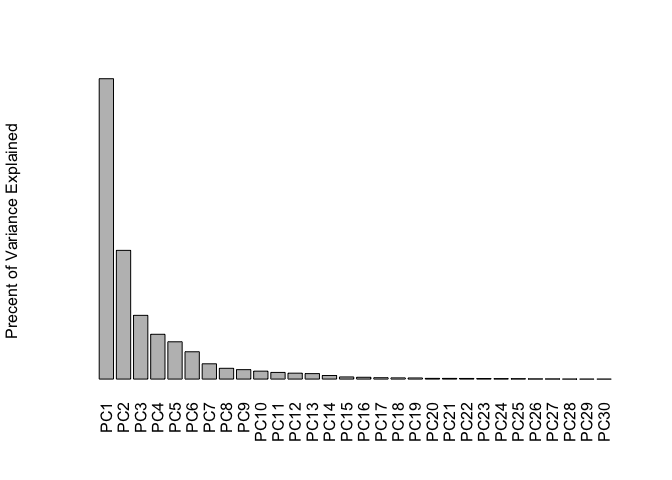 Precent of Variance Explained
PC1
PC2
PC3
PC4
PC5
PC6
PC7
PC8
PC9
PC10
PC11
PC12
PC13
PC14
PC15
PC16
PC17
PC18
PC19
PC20
PC21
PC22
PC23
PC24
PC25
PC26
PC27
PC28
PC29
PC30